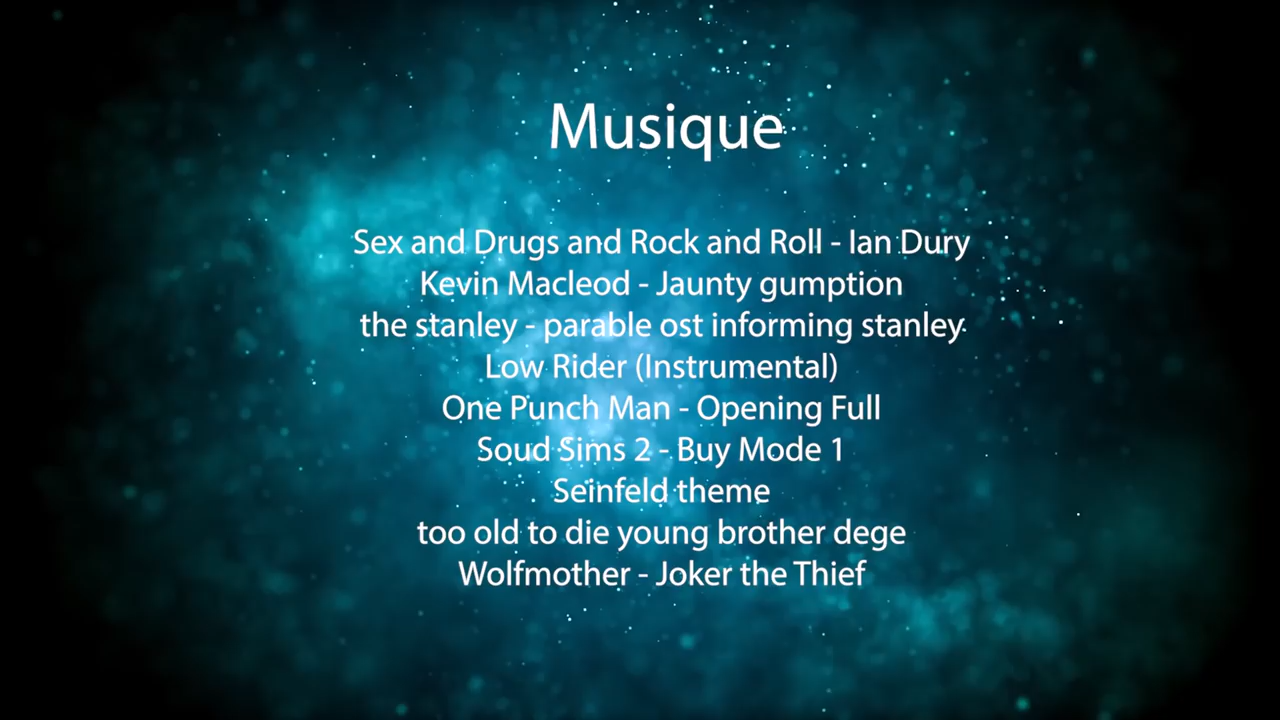 Musique
Sex and Drugs and Rock and Roll - Ian Dury
Kevin Macleod - Jaunty gumption
the stanley - parable ost informing stanley
Low Rider (Instrumental)
One Punch Man - Opening Full
Soud Sims 2 - Buy Mode 1
Seinfeld theme
too old to die young brother dege
Wolfmother - Joker the Thief